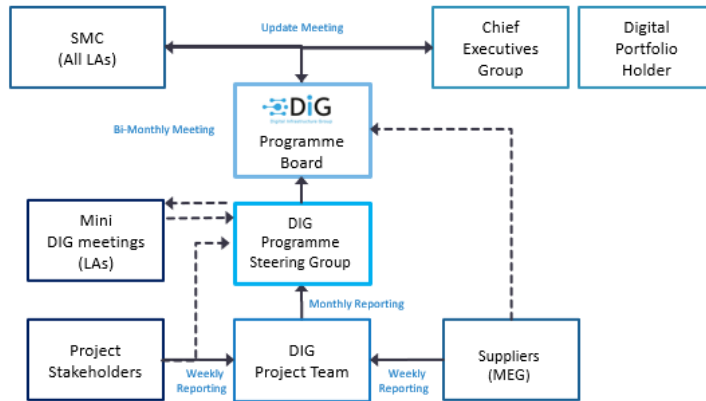 SMC
(All LAs)
Update Meeting
Chief
Executives
Group
Digital
Portfolio
Holder
DiG
Digital Infrastructure Group
Programme
Board
Bi-Monthly Meeting
Mini
DIG meetings
(LAs)
DIG
Programme
Steering Group
Monthly Reporting
Project
Stakeholders
Weekly
Reporting
DIG
Project Team
Weekly
Reporting
Suppliers
(MEG)